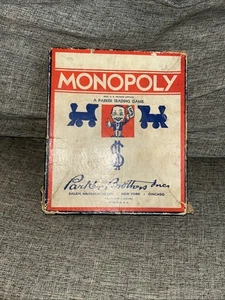 MONOPOLY
A PARKER TRADING GAME
$
Parker Brothers Inc
SALEM, MASSACHUSETTS · NEW YORK · CHICAGO